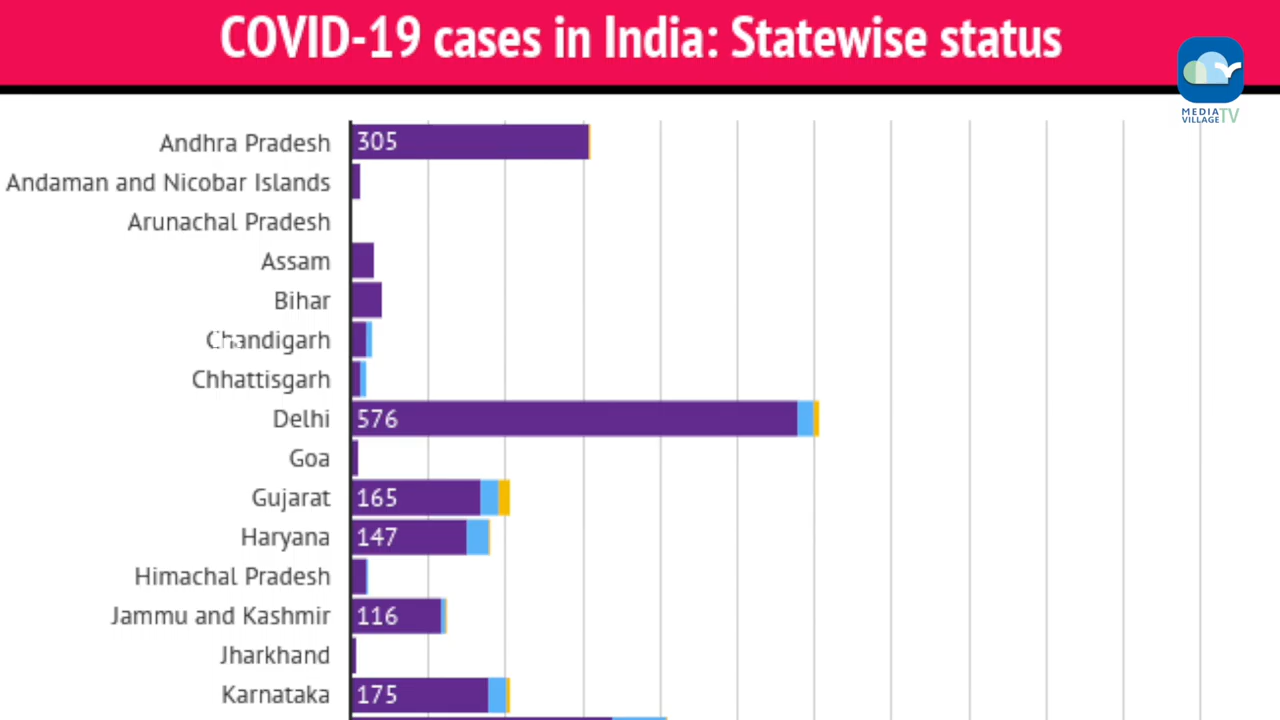 COVID-19 cases in India: Statewise status
MEDIA
VILLAGE TV
Andhra Pradesh 305
Andaman and Nicobar Islands
Arunachal Pradesh
Assam
Bihar
Chandigarh
Chhattisgarh
Delhi 576
Goa
Gujarat 165
Haryana 147
Himachal Pradesh
Jammu and Kashmir 116
Jharkhand
Karnataka 175